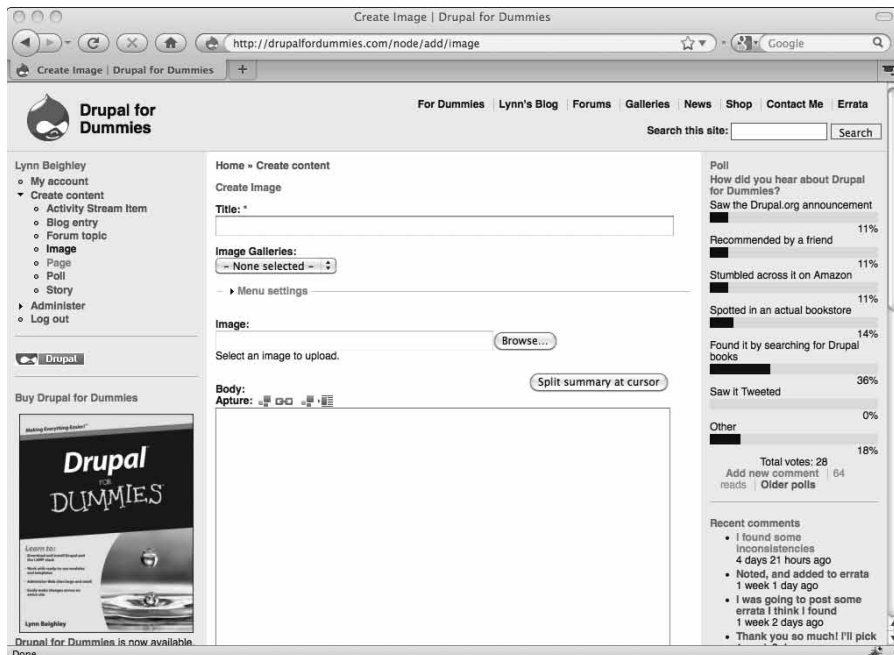 Create Image | Drupal for Dummies
http://drupalfordummies.com/node/add/image
Google
Create Image | Drupal for Dummies
+
Drupal for
Dummies
For Dummies Lynn's Blog Forums Galleries News Shop Contact Me Errata
Search this site:
Search
Lynn Beighley
My account
Create content
Activity Stream Item
Blog entry
Forum topic
Image
Page
Poll
Story
Administer
Log out
Drupal
Buy Drupal for Dummies
Making Everything Easier!
Drupal
FOR
DUMMIES
Learn to:
Lynn Beighley
Drupal for Dummies is now available.
Home » Create content
Create Image
Title: *
Image Galleries:
– None selected –
Menu settings
Image:
Browse...
Select an image to upload.
Split summary at cursor
Body:
Apture:
Poll
How did you hear about Drupal
for Dummies?
Saw the Drupal.org announcement
11%
Recommended by a friend
11%
Stumbled across it on Amazon
11%
Spotted in an actual bookstore
14%
Found it by searching for Drupal
books
36%
Saw it Tweeted
0%
Other
18%
Total votes: 28
Add new comment | 64
reads | Older polls
Recent comments
I found some
inconsistencies
4 days 21 hours ago
Noted, and added to errata
1 week 1 day ago
I was going to post some
errata I think I found
1 week 2 days ago
Thank you so much! I'll pick
Done